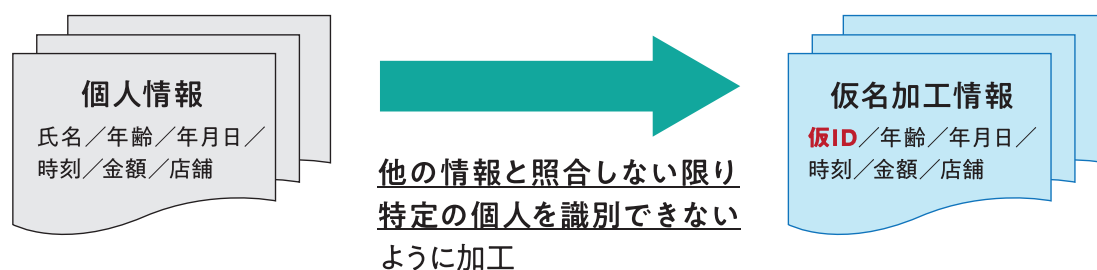 個人情報
氏名／年齢／年月日／
時刻／金額／店舗
他の情報と照合しない限り
特定の個人を識別できない
ように加工
仮名加工情報
仮ID／年齢／年月日／
時刻／金額／店舗